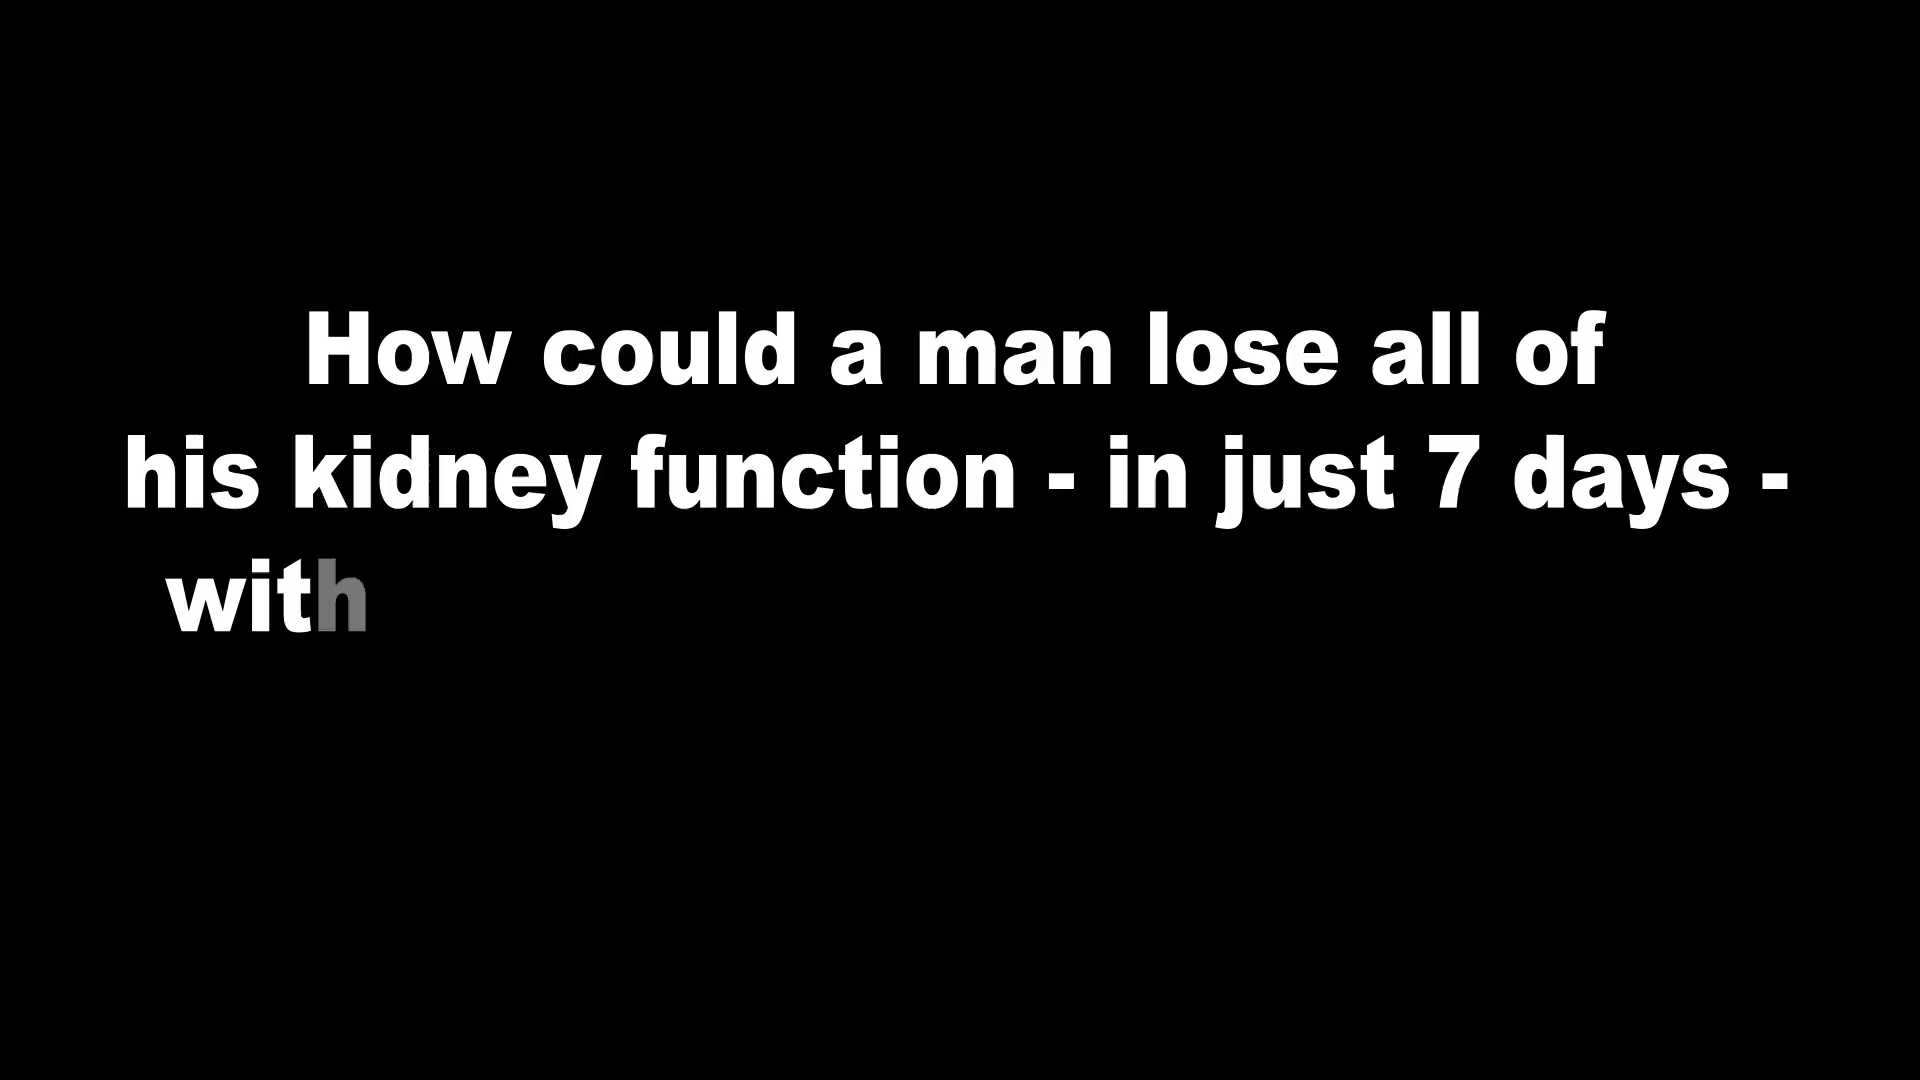 How could a man lose all of
his kidney function - in just 7 days -
with